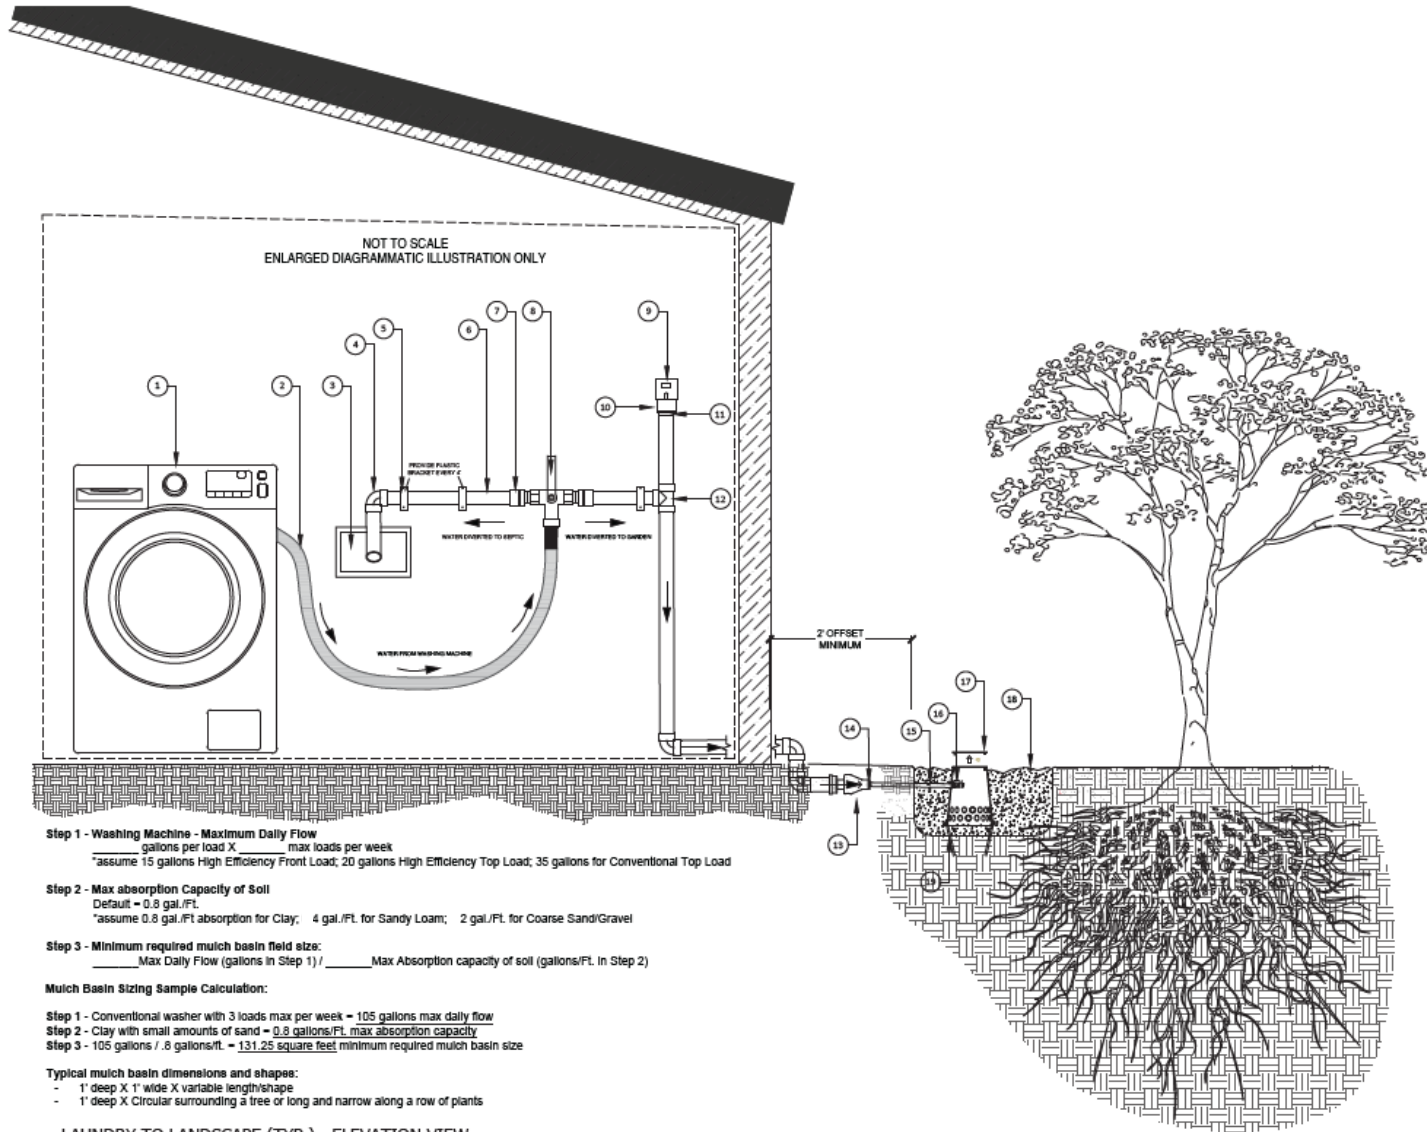 NOT TO SCALE
ENLARGED DIAGRAMMATIC ILLUSTRATION ONLY
9
7
8
5
6
4
1
2
3
10
11
PROVIDE PLASTIC
BRACKET EVERY 4'
12
WATER DIVERTED TO SEPTIC
WATER DIVERTED TO GARDEN
2' OFFSET
MINIMUM
WATER FROM WASHING MACHINE
17
18
16
14
15
13
19
Step 1 - Washing Machine - Maximum Daily Flow
_______ gallons per load X _______ max loads per week
*assume 15 gallons High Efficiency Front Load; 20 gallons High Efficiency Top Load; 35 gallons for Conventional Top Load
Step 2 - Max absorption Capacity of Soil
Default = 0.8 gal./Ft.
*assume 0.8 gal./Ft absorption for Clay; 4 gal./Ft. for Sandy Loam; 2 gal./Ft. for Coarse Sand/Gravel
Step 3 - Minimum required mulch basin field size:
_______Max Daily Flow (gallons in Step 1) / _______Max Absorption capacity of soil (gallons/Ft. in Step 2)
Mulch Basin Sizing Sample Calculation:
Step 1 - Conventional washer with 3 loads max per week = 105 gallons max daily flow
Step 2 - Clay with small amounts of sand = 0.8 gallons/Ft. max absorption capacity
Step 3 - 105 gallons / .8 gallons/ft. = 131.25 square feet minimum required mulch basin size
Typical mulch basin dimensions and shapes:
- 1' deep X 1' wide X variable length/shape
- 1' deep X Circular surrounding a tree or long and narrow along a row of plants
LAUNDRY TO LANDSCAPE (TYP.) - ELEVATION VIEW